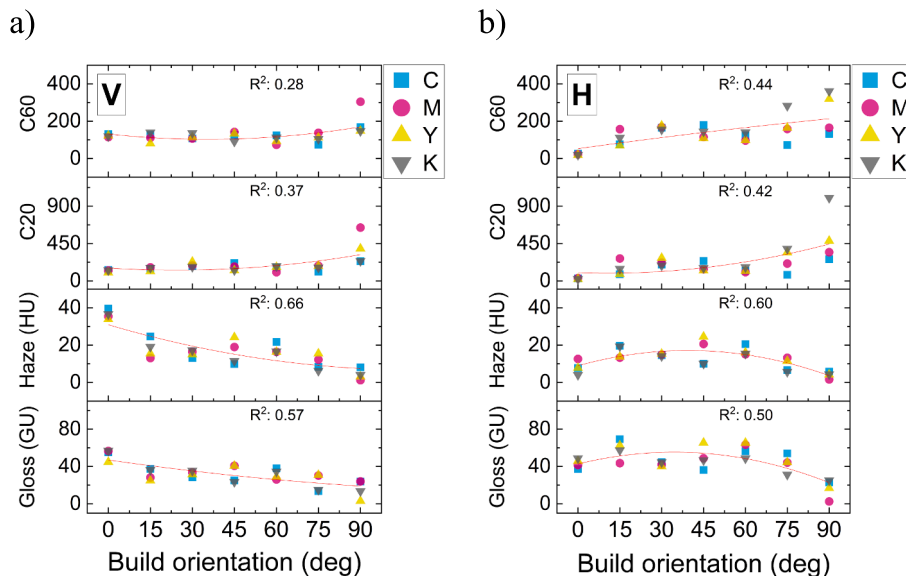 a)
V
R²: 0.28
C60
400
200
0
C
M
Y
K
R²: 0.37
C20
900
450
0
R²: 0.66
Haze (HU)
40
20
0
R²: 0.57
Gloss (GU)
80
40
0
0 15 30 45 60 75 90
Build orientation (deg)
b)
H
R²: 0.44
C60
400
200
0
C
M
Y
K
R²: 0.42
C20
900
450
0
R²: 0.60
Haze (HU)
40
20
0
R²: 0.50
Gloss (GU)
80
40
0
0 15 30 45 60 75 90
Build orientation (deg)